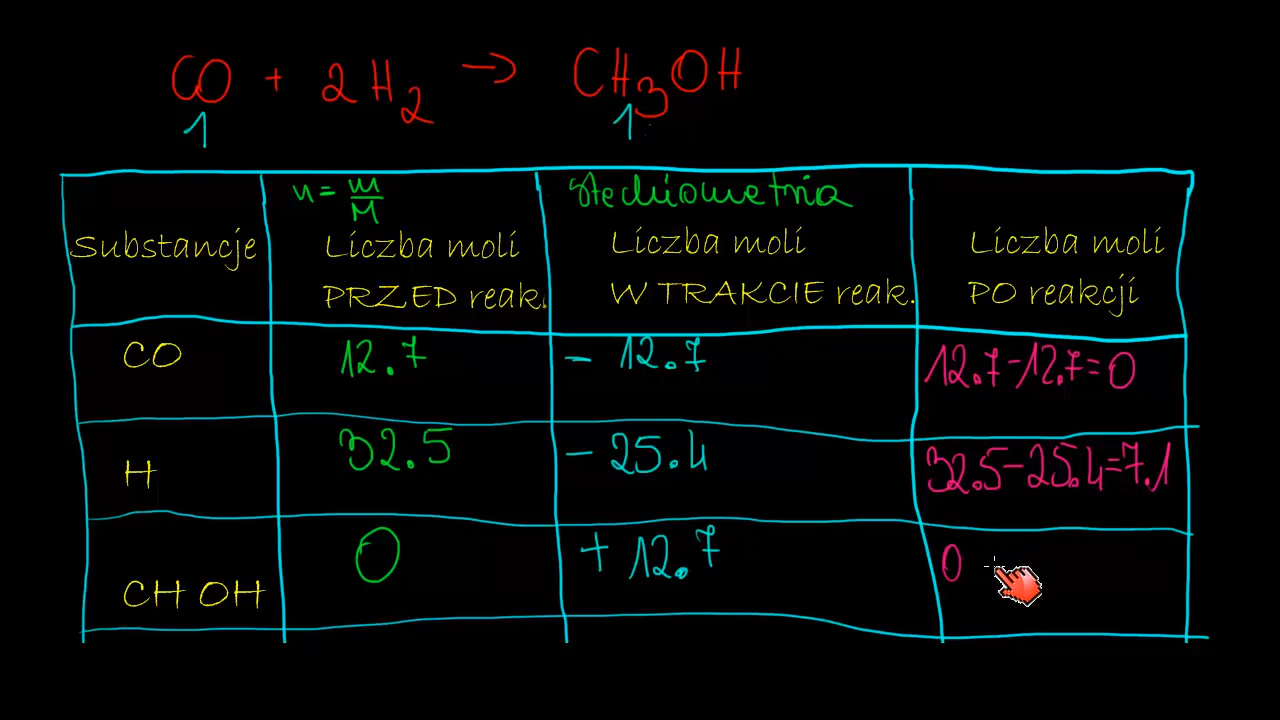 CO + 2H2 → CH3OH
1 1
n = m/M
stechiometria
Substancje
Liczba moli
PRZED reak.
Liczba moli
W TRAKCIE reak.
Liczba moli
PO reakcji
CO
12.7
- 12.7
12.7-12.7=0
H
32.5
- 25.4
32.5-25.4=7.1
CH OH
0
+ 12.7
0